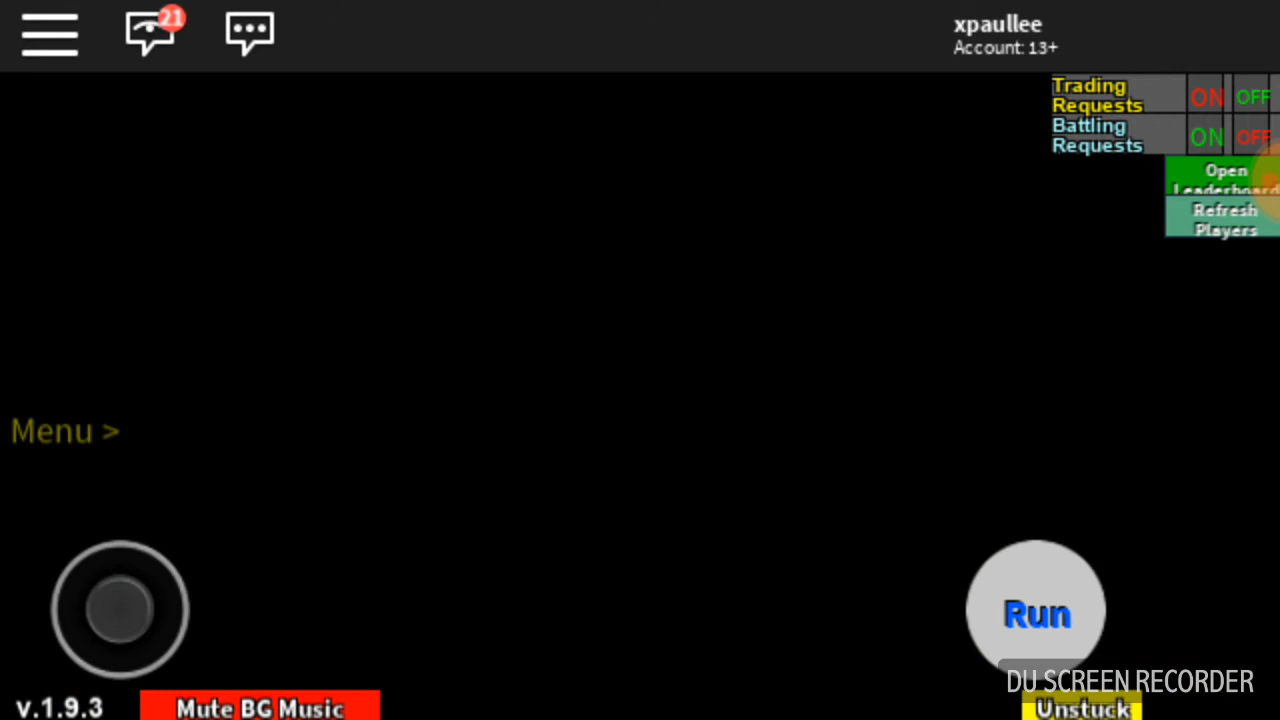 21
xpaullee
Account: 13+
Trading
Requests
ON OFF
Battling
Requests
ON OFF
Open
Leaderboard
Refresh
Players
Menu >
Run
DU SCREEN RECORDER
v.1.9.3
Mute BG Music
Unstuck